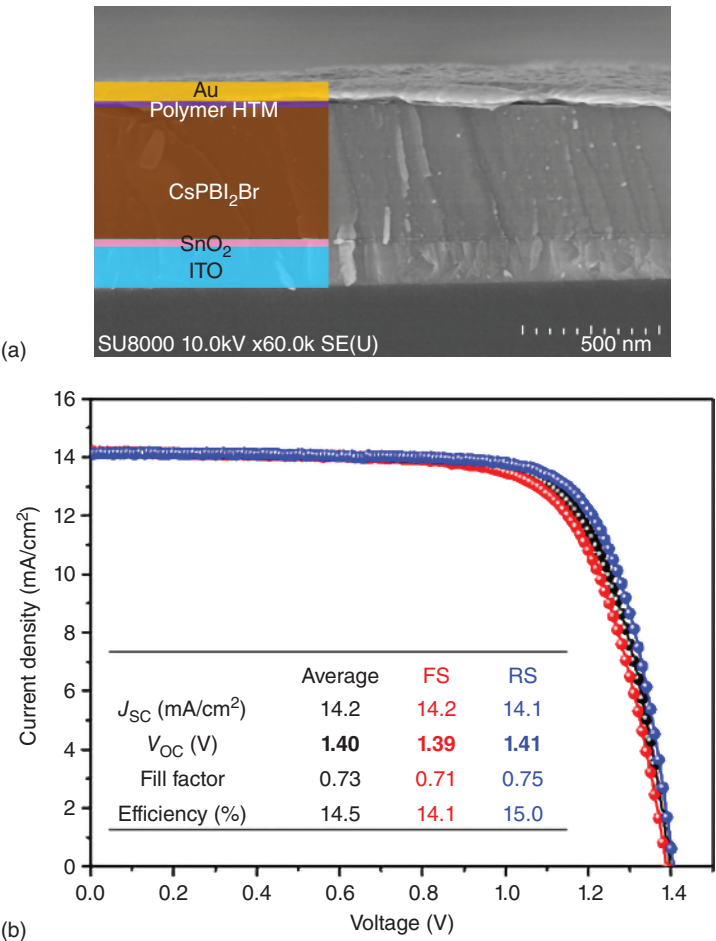 Au
Polymer HTM
CsPBI₂Br
SnO₂
ITO
SU8000 10.0kV x60.0k SE(U)
500 nm
(a)
16
14
12
10
8
6
4
2
0
Current density (mA/cm²)
Average FS RS
J_SC (mA/cm²) 14.2 14.2 14.1
V_OC (V) 1.40 1.39 1.41
Fill factor 0.73 0.71 0.75
Efficiency (%) 14.5 14.1 15.0
0.0 0.2 0.4 0.6 0.8 1.0 1.2 1.4
Voltage (V)
(b)